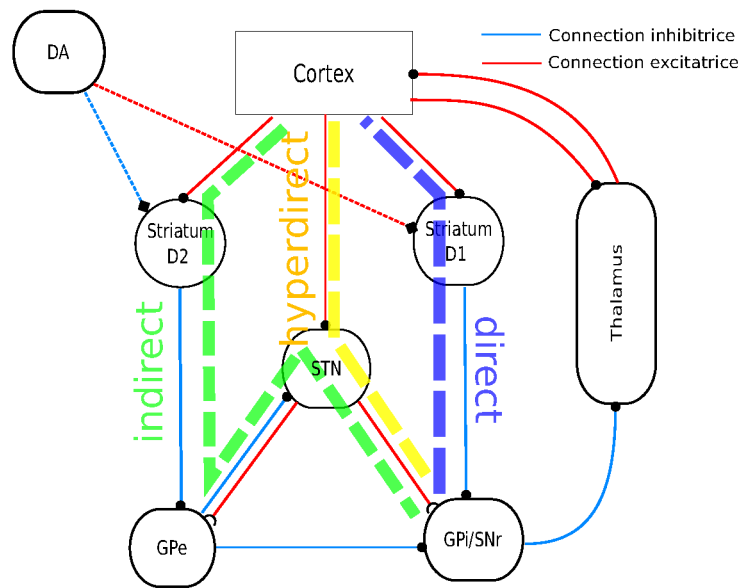 DA
Cortex
Connection inhibitrice
Connection excitatrice
Striatum
D2
hyperdirect
Striatum
D1
Thalamus
indirect
STN
direct
GPe
GPi/SNr